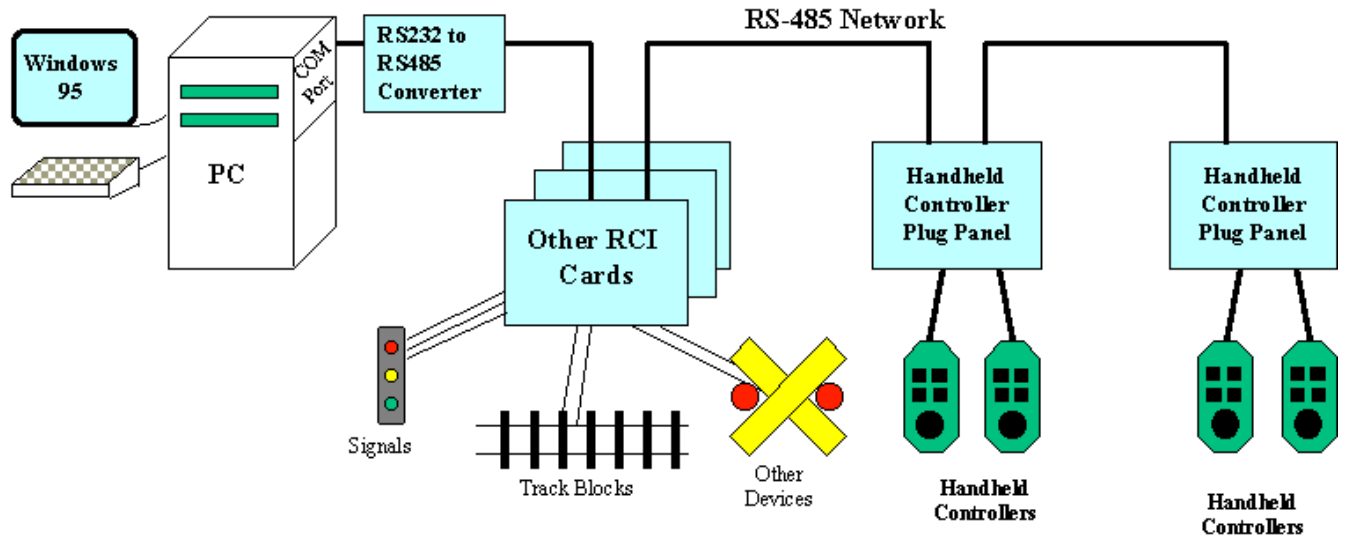 RS-485 Network
Windows
95
COM
Port
RS232 to
RS485
Converter
PC
Other RCI
Cards
Handheld
Controller
Plug Panel
Handheld
Controller
Plug Panel
Signals
Track Blocks
Other
Devices
Handheld
Controllers
Handheld
Controllers